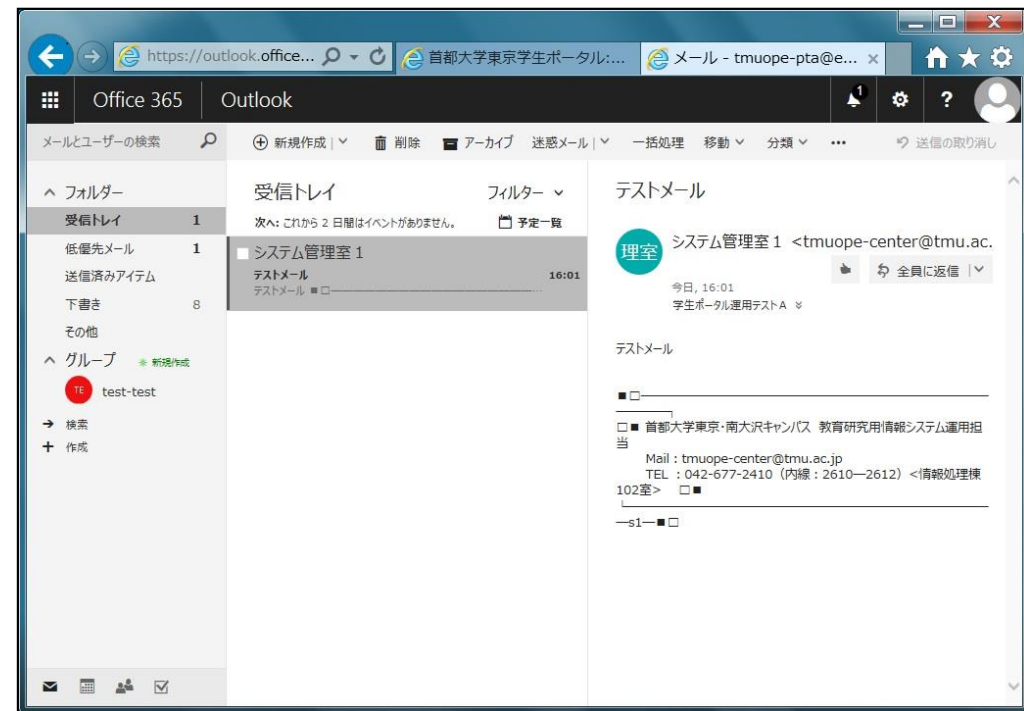 https://outlook.office...
首都大学東京学生ポータル:...
メール - tmuope-pta@e...
Office 365
Outlook
1
?
メールとユーザーの検索
新規作成
削除
アーカイブ
迷惑メール
一括処理
移動
分類
•••
送信の取り消し
フォルダー
受信トレイ 1
低優先メール 1
送信済みアイテム
下書き 8
その他
グループ
新規作成
TE
test-test
検索
作成
受信トレイ
フィルター
次へ: これから 2 日間はイベントがありません。
予定一覧
システム管理室 1
テストメール 16:01
テストメール ■□――――――――――――――――――――――...
テストメール
理室
システム管理室 1 <tmuope-center@tmu.ac.
全員に返信
今日, 16:01
学生ポータル運用テストA
テストメール
■□――――――――――――――――――――――
――――┐
□■ 首都大学東京・南大沢キャンパス 教育研究用情報システム運用担
当
Mail : tmuope-center@tmu.ac.jp
TEL : 042-677-2410 (内線 : 2610―2612) <情報処理棟
102室> □■
└――――――――――――――――――――――
―s1―■□